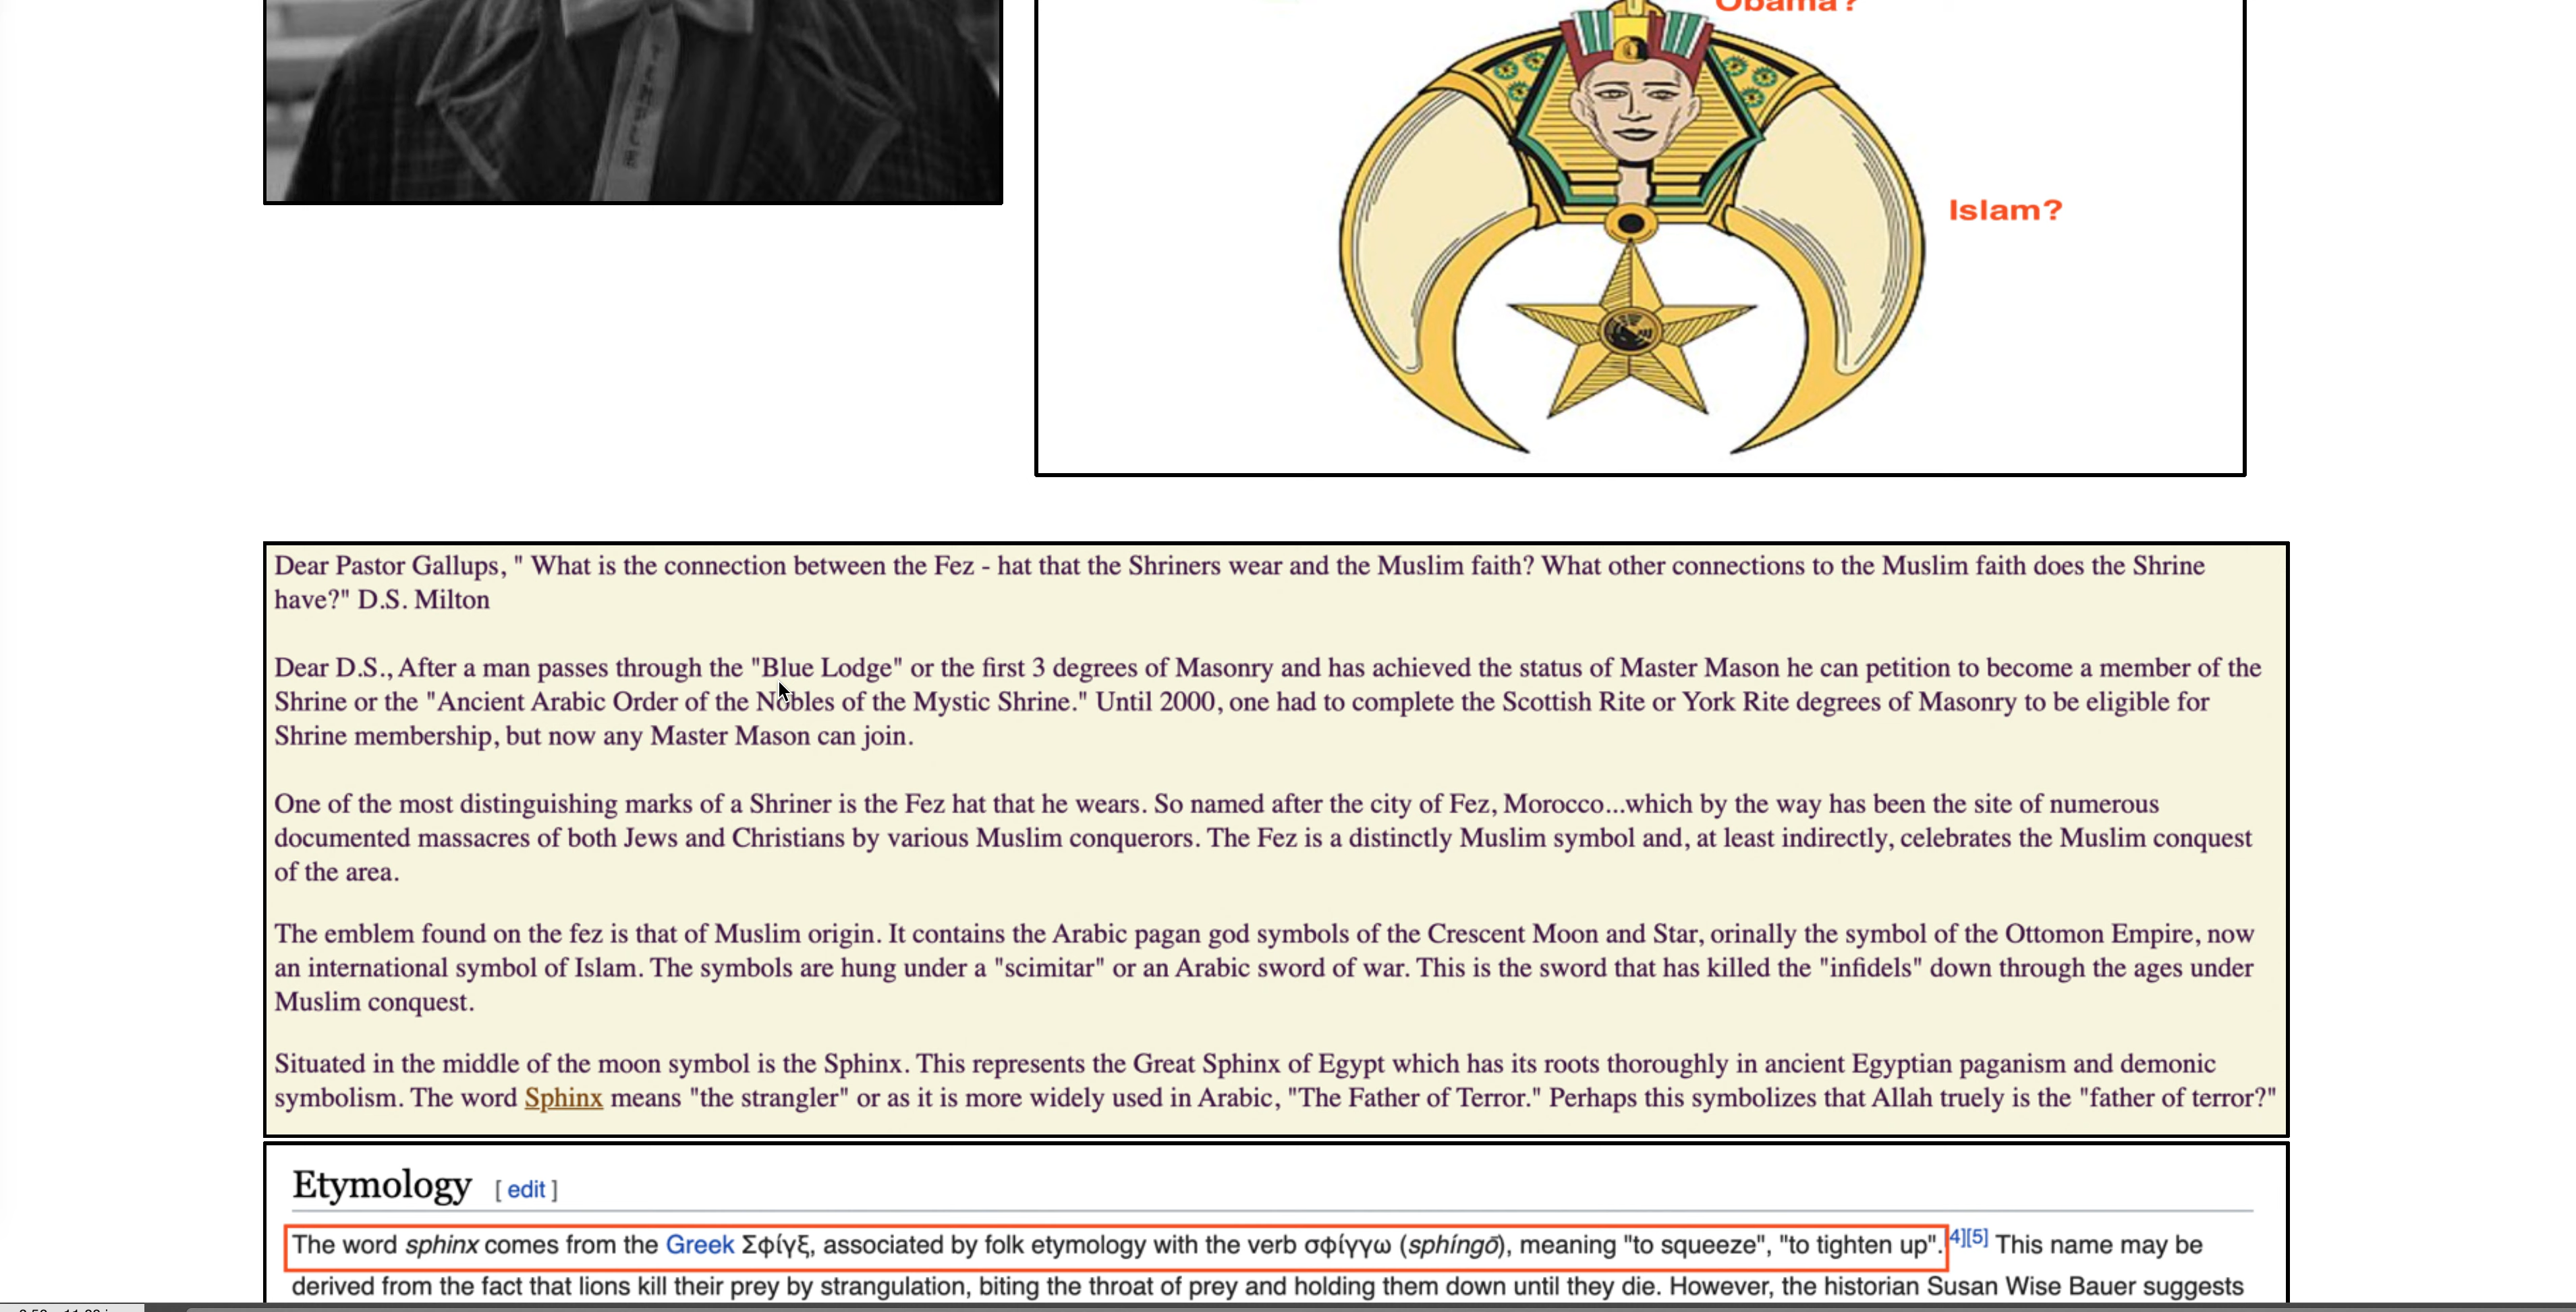 Obama?
Islam?
Dear Pastor Gallups, " What is the connection between the Fez - hat that the Shriners wear and the Muslim faith? What other connections to the Muslim faith does the Shrine
have?" D.S. Milton
Dear D.S., After a man passes through the "Blue Lodge" or the first 3 degrees of Masonry and has achieved the status of Master Mason he can petition to become a member of the
Shrine or the "Ancient Arabic Order of the Nobles of the Mystic Shrine." Until 2000, one had to complete the Scottish Rite or York Rite degrees of Masonry to be eligible for
Shrine membership, but now any Master Mason can join.
One of the most distinguishing marks of a Shriner is the Fez hat that he wears. So named after the city of Fez, Morocco...which by the way has been the site of numerous
documented massacres of both Jews and Christians by various Muslim conquerors. The Fez is a distinctly Muslim symbol and, at least indirectly, celebrates the Muslim conquest
of the area.
The emblem found on the fez is that of Muslim origin. It contains the Arabic pagan god symbols of the Crescent Moon and Star, orinally the symbol of the Ottomon Empire, now
an international symbol of Islam. The symbols are hung under a "scimitar" or an Arabic sword of war. This is the sword that has killed the "infidels" down through the ages under
Muslim conquest.
Situated in the middle of the moon symbol is the Sphinx. This represents the Great Sphinx of Egypt which has its roots thoroughly in ancient Egyptian paganism and demonic
symbolism. The word Sphinx means "the strangler" or as it is more widely used in Arabic, "The Father of Terror." Perhaps this symbolizes that Allah truely is the "father of terror?"
Etymology [ edit ]
The word sphinx comes from the Greek Σφίγξ, associated by folk etymology with the verb σφίγγω (sphíngō), meaning "to squeeze", "to tighten up".4][5] This name may be
derived from the fact that lions kill their prey by strangulation, biting the throat of prey and holding them down until they die. However, the historian Susan Wise Bauer suggests